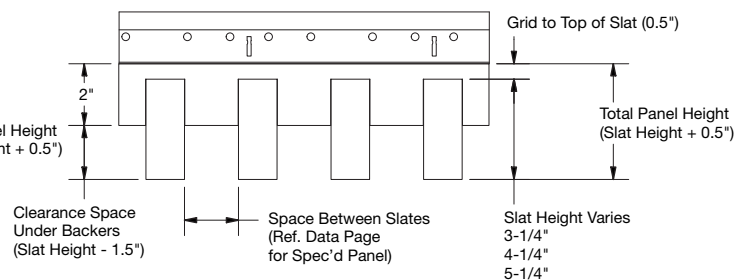 Grid to Top of Slat (0.5")
2"
Total Panel Height
(Slat Height + 0.5")
Height
+ 0.5")
Clearance Space
Under Backers
(Slat Height - 1.5")
Space Between Slates
(Ref. Data Page
for Spec'd Panel)
Slat Height Varies
3-1/4"
4-1/4"
5-1/4"